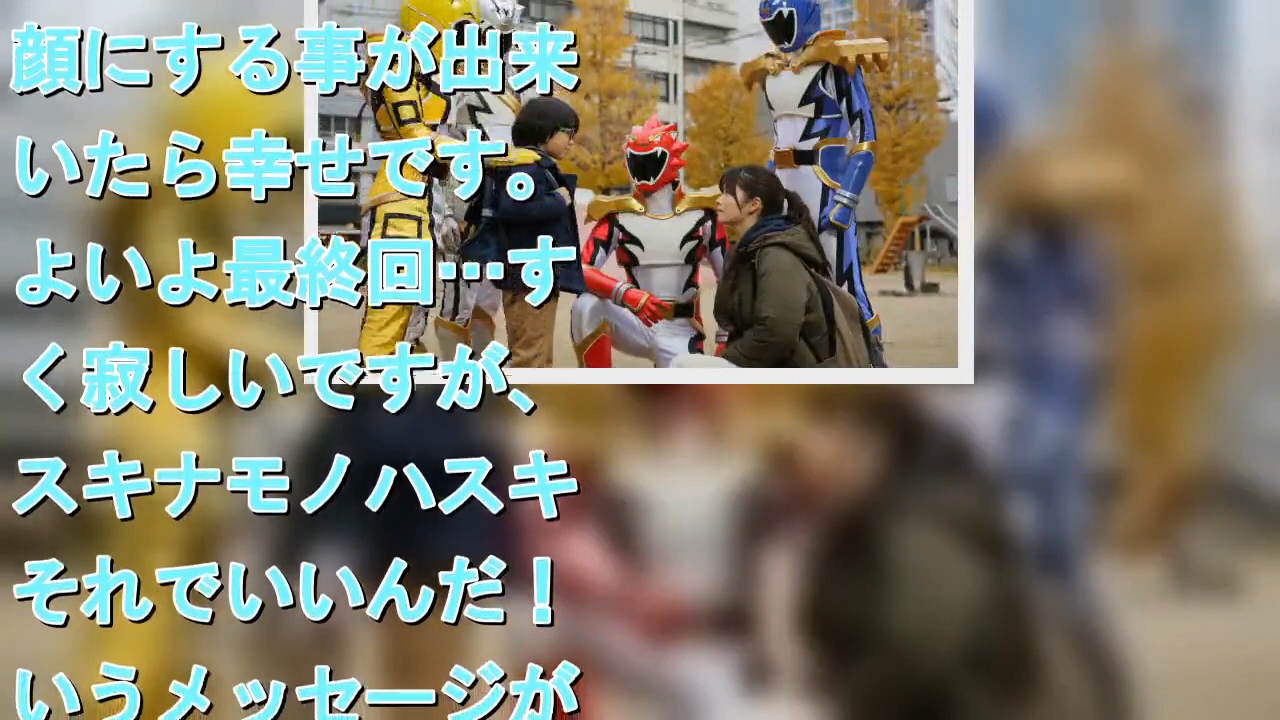 顔にする事が出来
いたら幸せです。
よいよ最終回…す
く寂しいですが、
スキナモノハスキ
それでいいんだ！
いうメッセージが